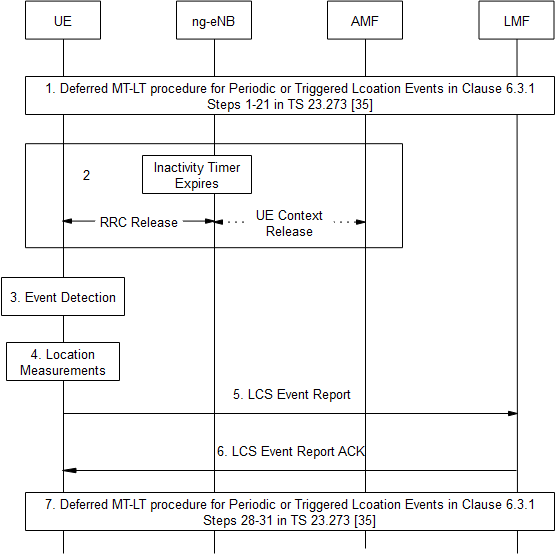 UE
ng-eNB
AMF
LMF
1. Deferred MT-LT procedure for Periodic or Triggered Lcoation Events in Clause 6.3.1
Steps 1-21 in TS 23.273 [35]
2
Inactivity Timer
Expires
RRC Release
UE Context
Release
3. Event Detection
4. Location
Measurements
5. LCS Event Report
6. LCS Event Report ACK
7. Deferred MT-LT procedure for Periodic or Triggered Lcoation Events in Clause 6.3.1
Steps 28-31 in TS 23.273 [35]